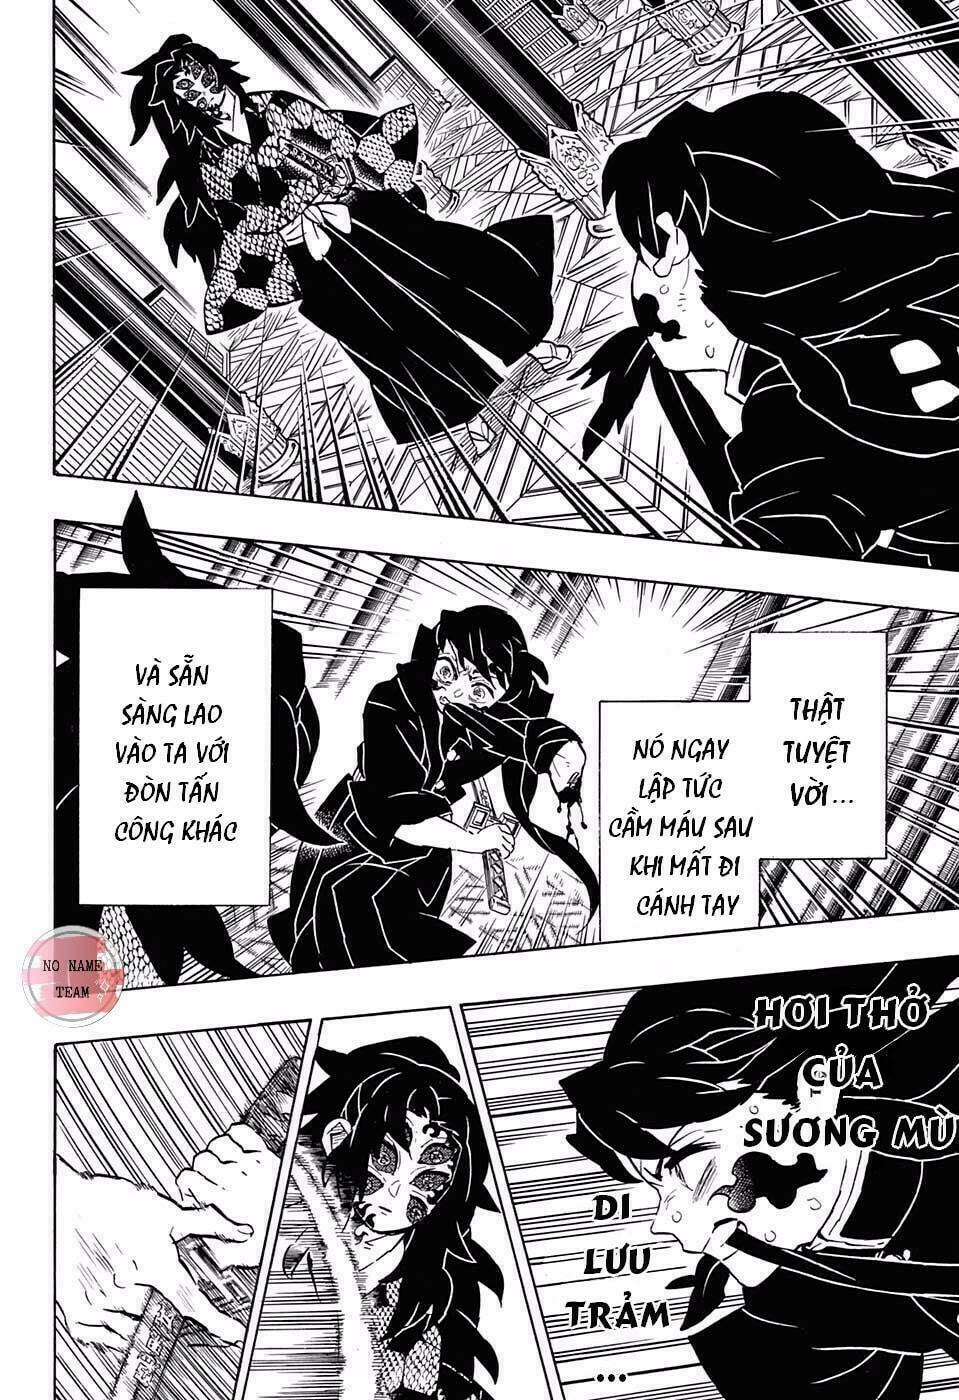 THẬT
TUYỆT
VỜI...
NÓ NGAY
LẬP TỨC
CẦM MÁU SAU
KHI MẤT ĐI
CÁNH TAY
VÀ SẴN
SÀNG LAO
VÀO TA VỚI
ĐÒN TẤN
CÔNG KHÁC
NO NAME
TEAM
HƠI THỞ
CỦA
SƯƠNG MÙ
DI
LƯU
TRẢM
...